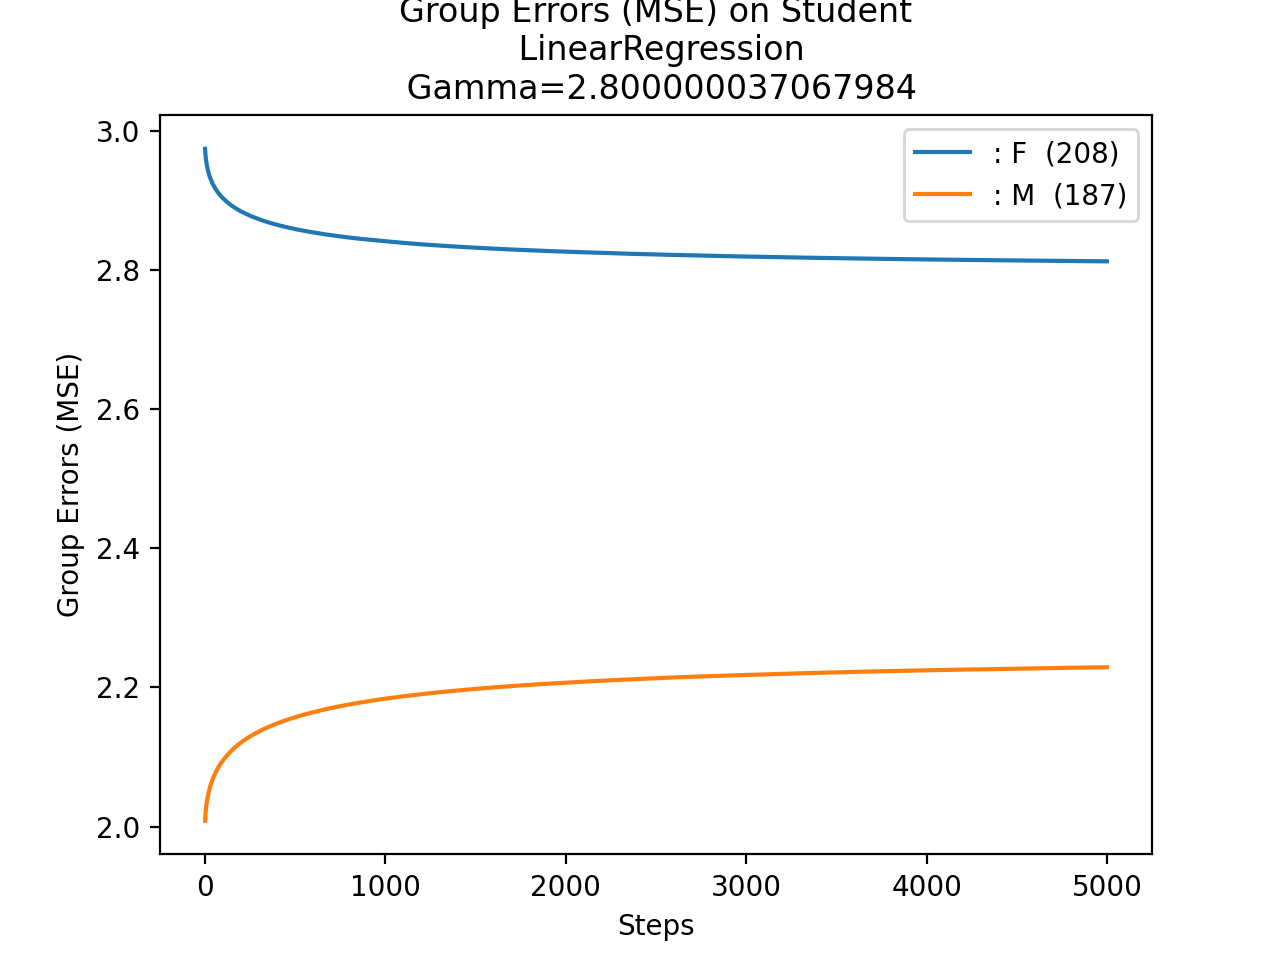 Group Errors (MSE) on Student
LinearRegression
Gamma=2.800000037067984
: F (208)
: M (187)
3.0
2.8
2.6
2.4
2.2
2.0
Group Errors (MSE)
0 1000 2000 3000 4000 5000
Steps